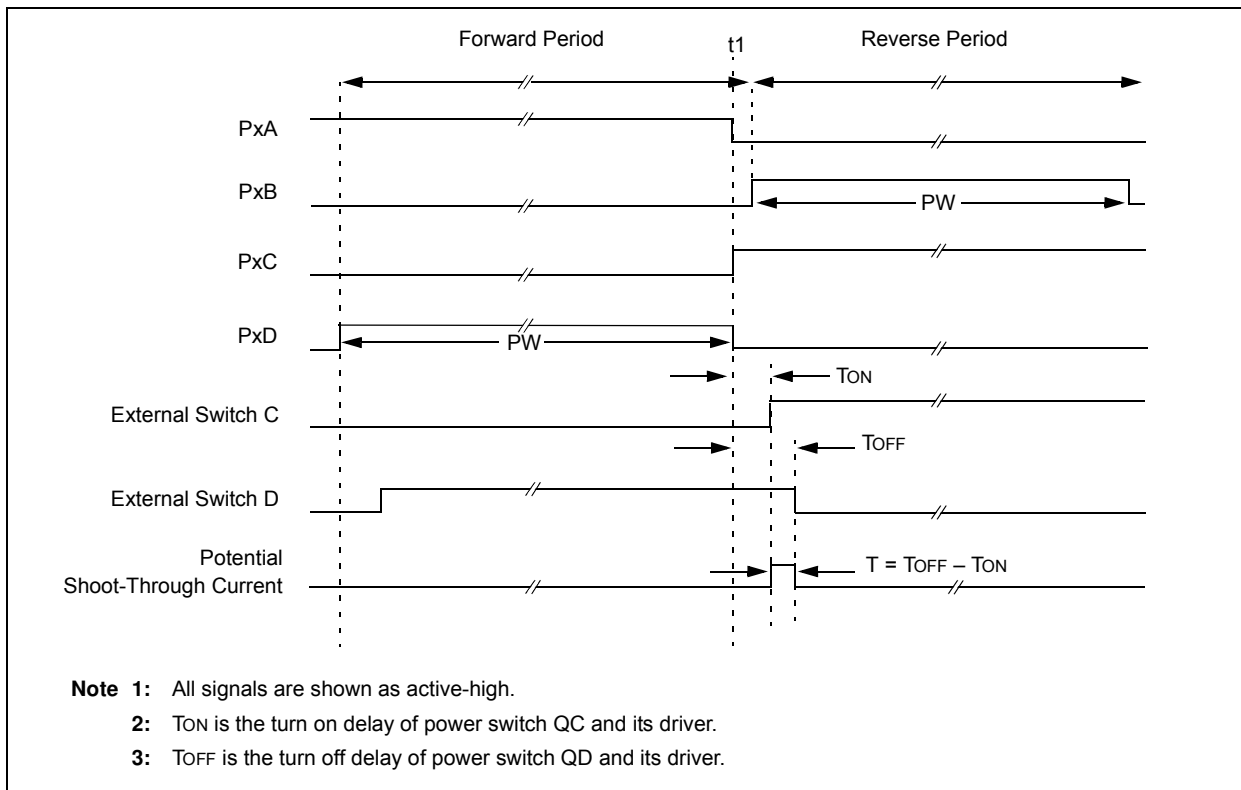 Forward Period
t1
Reverse Period
PxA
PxB
PW
PxC
PxD
PW
TON
External Switch C
TOFF
External Switch D
Potential
Shoot-Through Current
T = TOFF – TON
Note 1: All signals are shown as active-high.
2: TON is the turn on delay of power switch QC and its driver.
3: TOFF is the turn off delay of power switch QD and its driver.